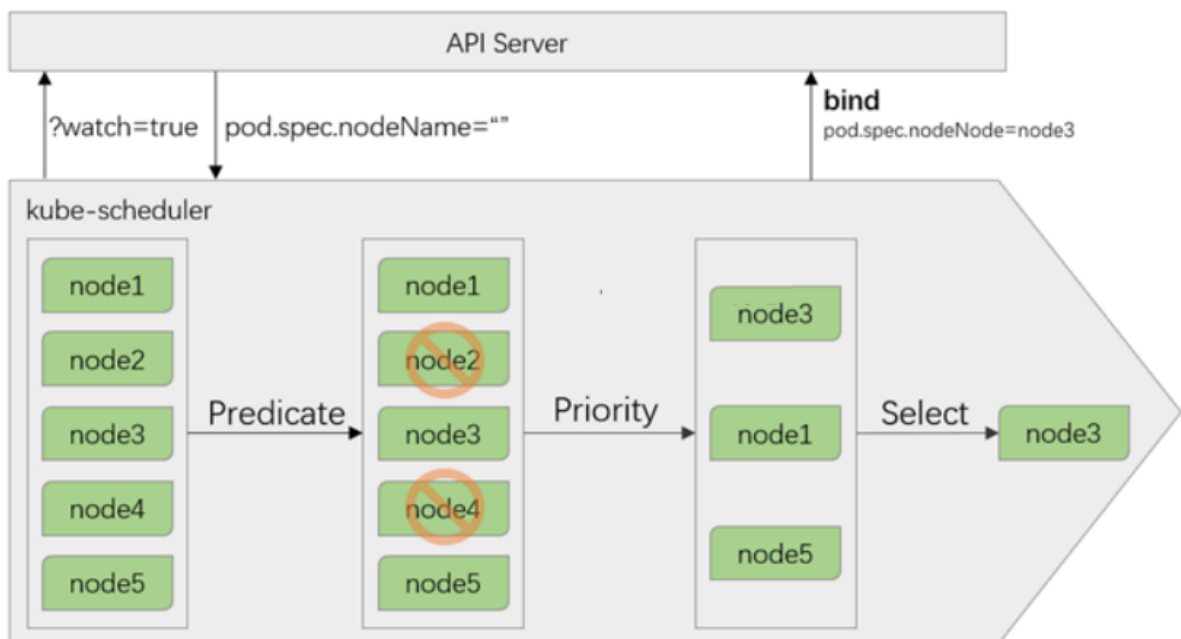 API Server
?watch=true
pod.spec.nodeName=“”
bind
pod.spec.nodeNode=node3
kube-scheduler
node1
node2
node3
node4
node5
Predicate
node1
node2
node3
node4
node5
Priority
node3
node1
node5
Select
node3